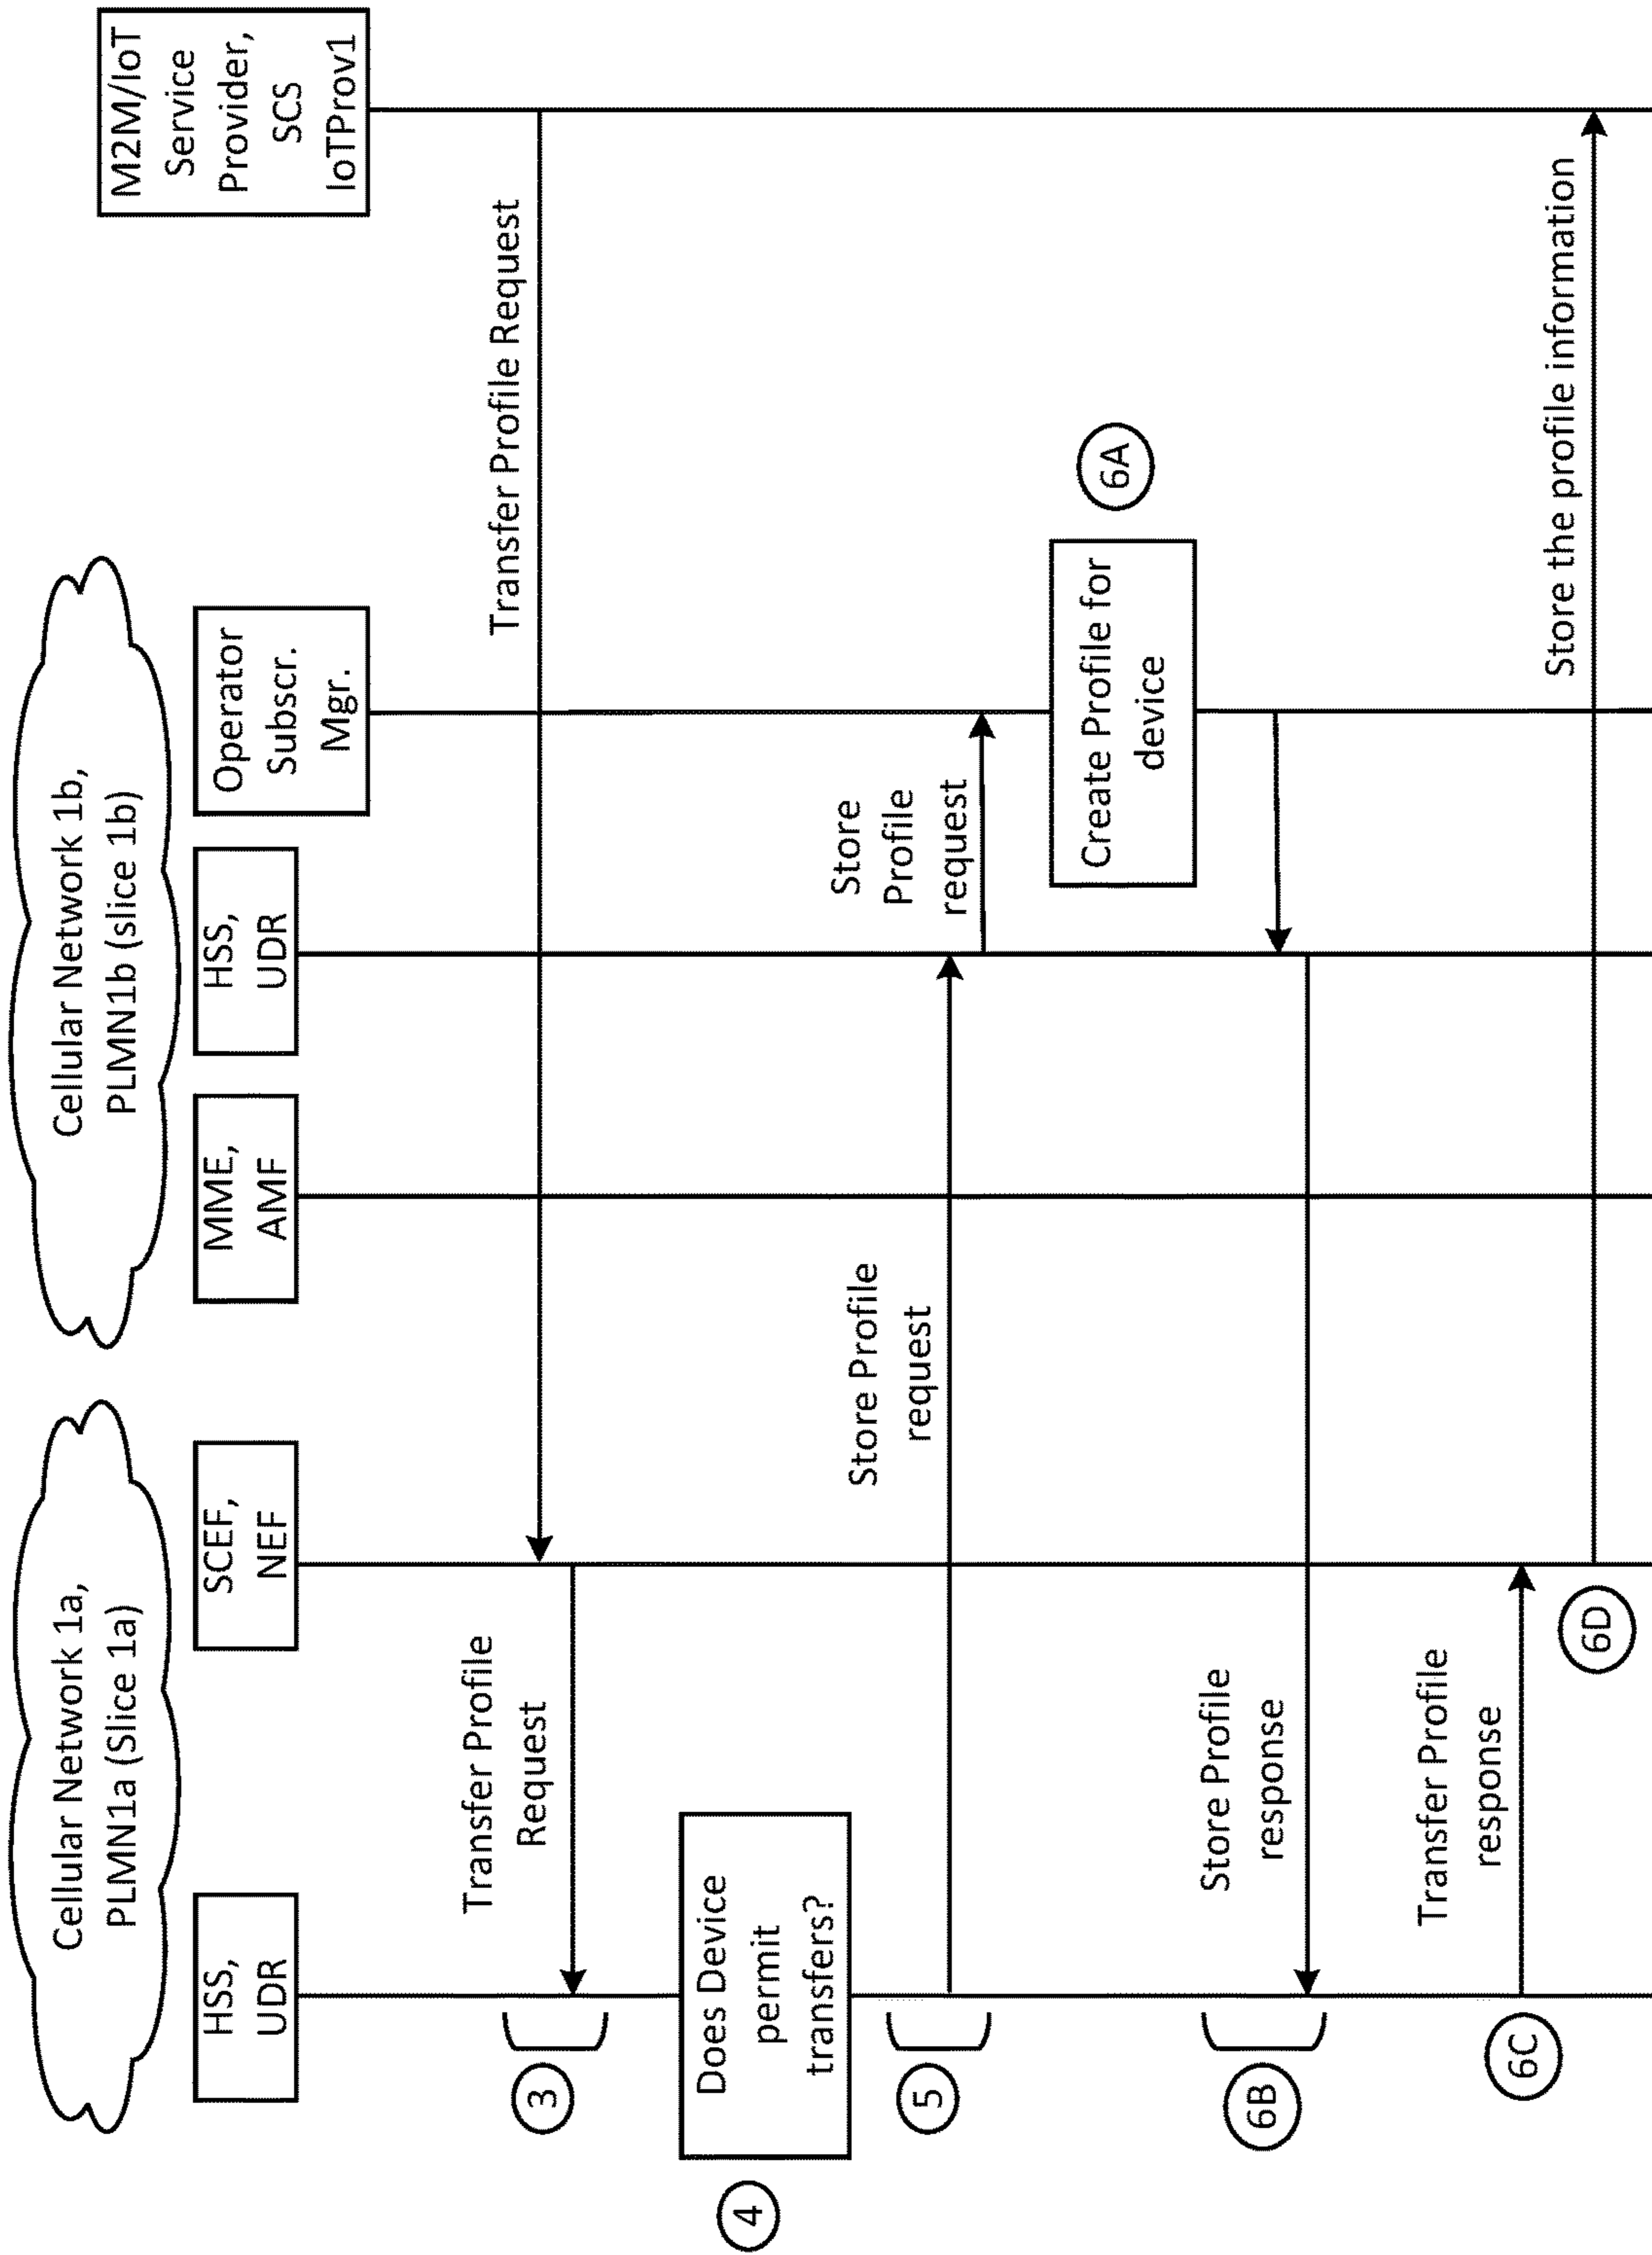 Cellular Network 1a,
PLMN1a (Slice 1a)
Cellular Network 1b,
PLMN1b (slice 1b)
HSS,
UDR
SCEF,
NEF
MME,
AMF
HSS,
UDR
Operator
Subscr.
Mgr.
M2M/IoT
Service
Provider,
SCS
IoTProv1
3
Transfer Profile
Request
Transfer Profile Request
4
Does Device
permit
transfers?
5
Store Profile
request
Store
Profile
request
Create Profile for
device
6A
6B
Store Profile
response
6C
Transfer Profile
response
6D
Store the profile information